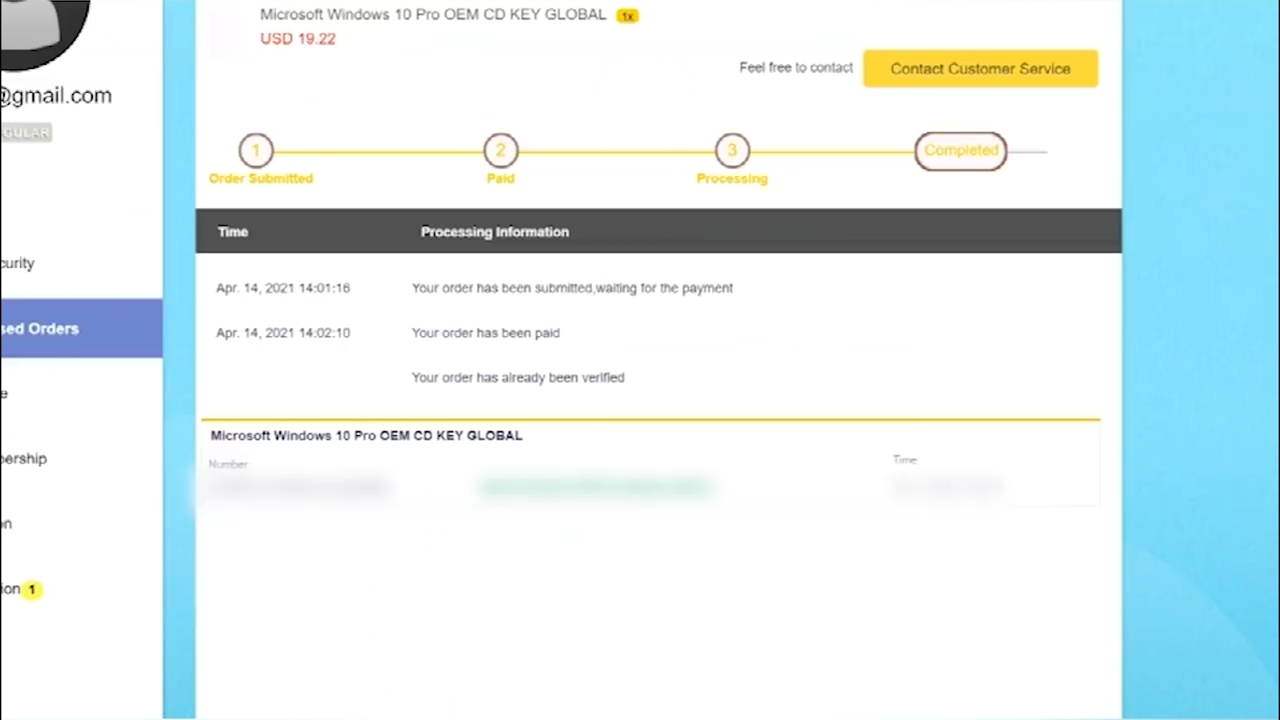 Microsoft Windows 10 Pro OEM CD KEY GLOBAL 1x
USD 19.22
@gmail.com
GULAR
Feel free to contact
Contact Customer Service
1
2
3
Completed
Order Submitted
Paid
Processing
Time
Processing Information
curity
Apr. 14, 2021 14:01:16
Your order has been submitted,waiting for the payment
sed Orders
Apr. 14, 2021 14:02:10
Your order has been paid
Your order has already been verified
e
Microsoft Windows 10 Pro OEM CD KEY GLOBAL
bership
Number
Time
on
ion 1